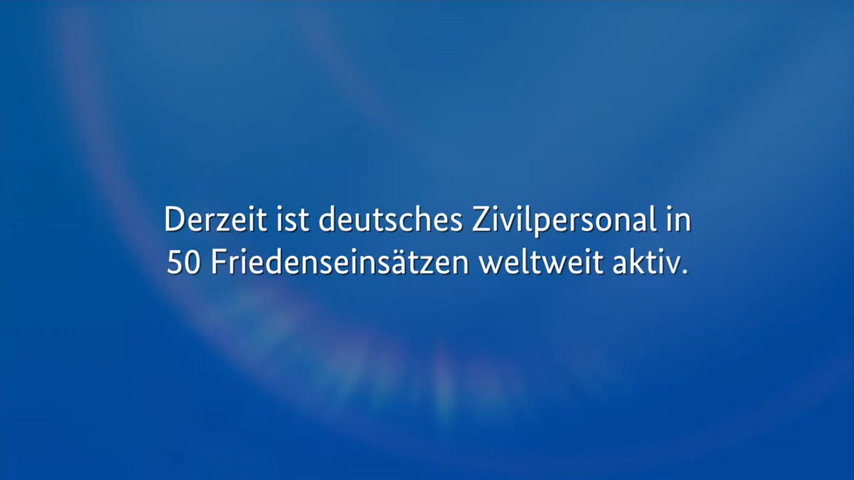 Derzeit ist deutsches Zivilpersonal in
50 Friedenseinsätzen weltweit aktiv.